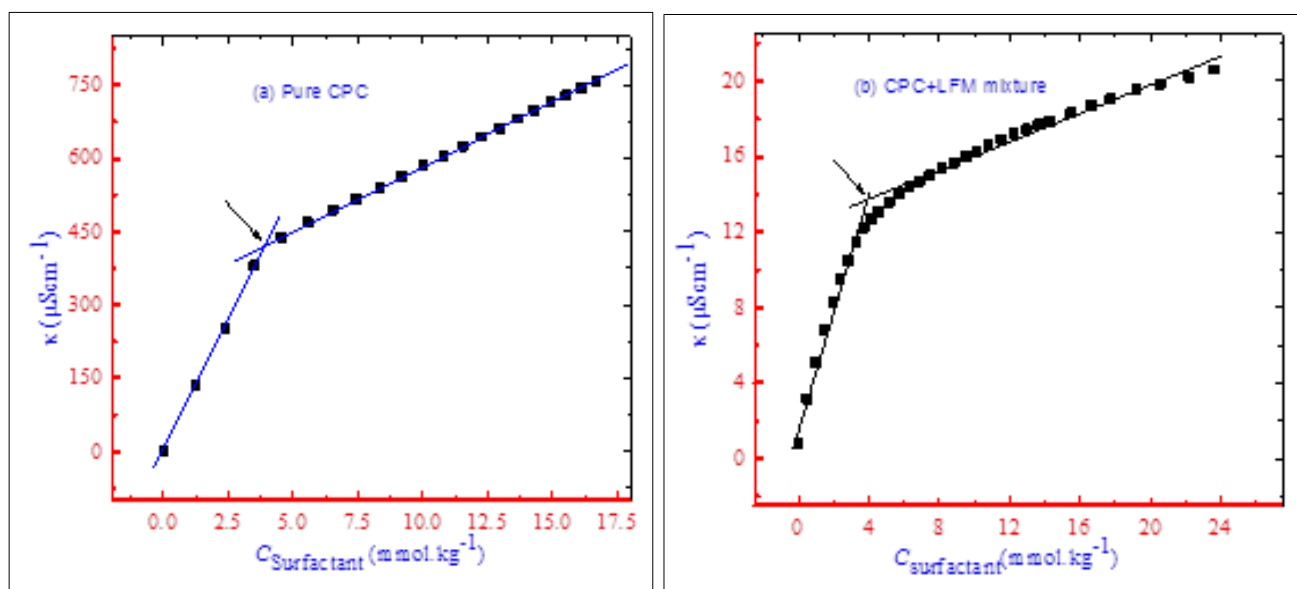 (a) Pure CPC
750
600
450
300
150
0
κ (μScm-1)
0.0 2.5 5.0 7.5 10.0 12.5 15.0 17.5
CSurfactant (mmol.kg-1)
(b) CPC+LFM mixture
20
16
12
8
4
0
κ (μScm-1)
0 4 8 12 16 20 24
Csurfactant(mmol.kg-1)